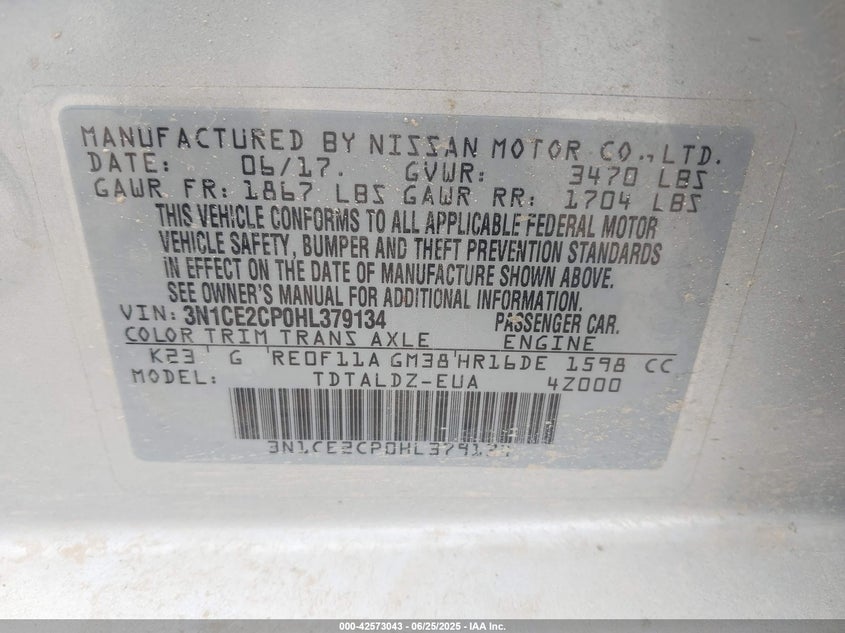 MANUFACTURED BY NISSAN MOTOR CO., LTD.
DATE: 06/17. GVWR: 3470 LBS
GAWR FR: 1867 LBS GAWR RR: 1704 LBS
THIS VEHICLE CONFORMS TO ALL APPLICABLE FEDERAL MOTOR
VEHICLE SAFETY, BUMPER AND THEFT PREVENTION STANDARDS
IN EFFECT ON THE DATE OF MANUFACTURE SHOWN ABOVE.
SEE OWNER'S MANUAL FOR ADDITIONAL INFORMATION.
VIN: 3N1CE2CP0HL379134 PASSENGER CAR.
COLOR TRIM TRANS AXLE ENGINE
K23 G RE0F11A GM38 HR16DE 1598 CC
MODEL: TDTALDZ-EUA 4Z000
000-42573043 - 06/25/2025 - IAA Inc.